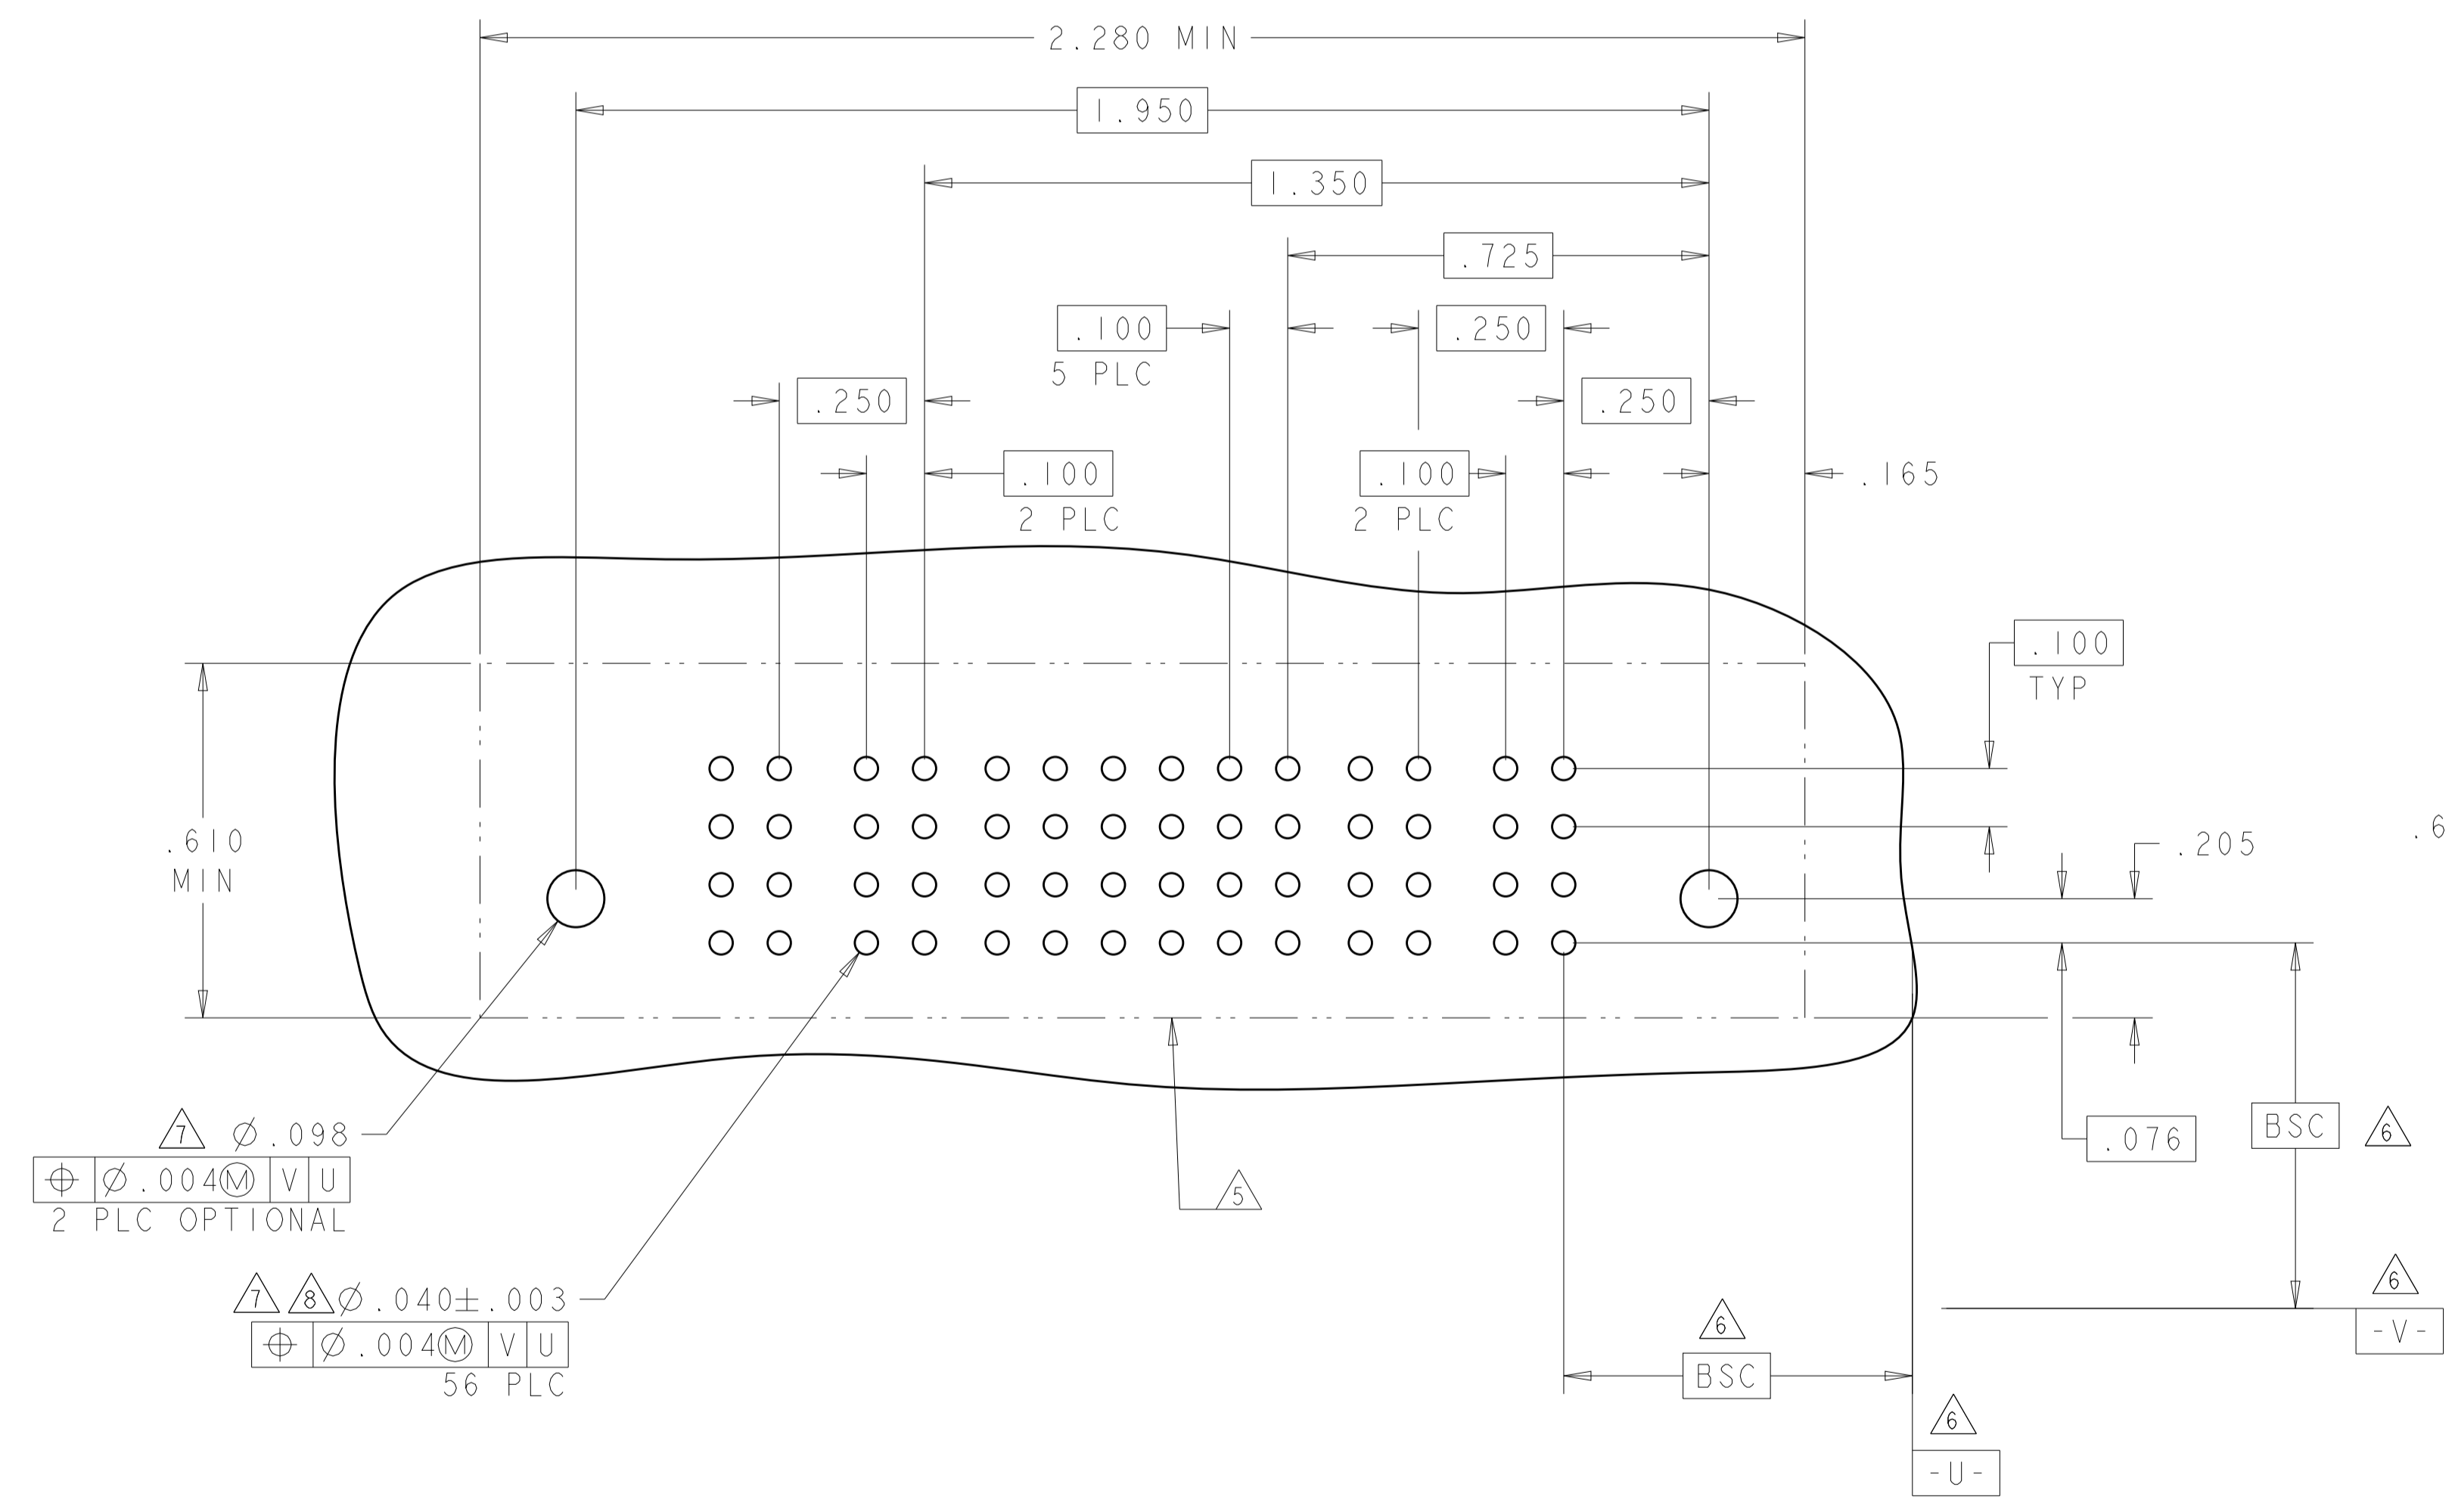 2.280 MIN
1.950
1.350
.725
.100
5 PLC
.250
.250
.250
.100
2 PLC
.100
2 PLC
.165
.100
TYP
.610
MIN
.205
.6
7 ⌀.098
⌖ ⌀.004Ⓜ V U
2 PLC OPTIONAL
5
.076
BSC 6
7 8 ⌀.040±.003
⌖ ⌀.004Ⓜ V U
56 PLC
6
BSC
6
-V-
6
-U-